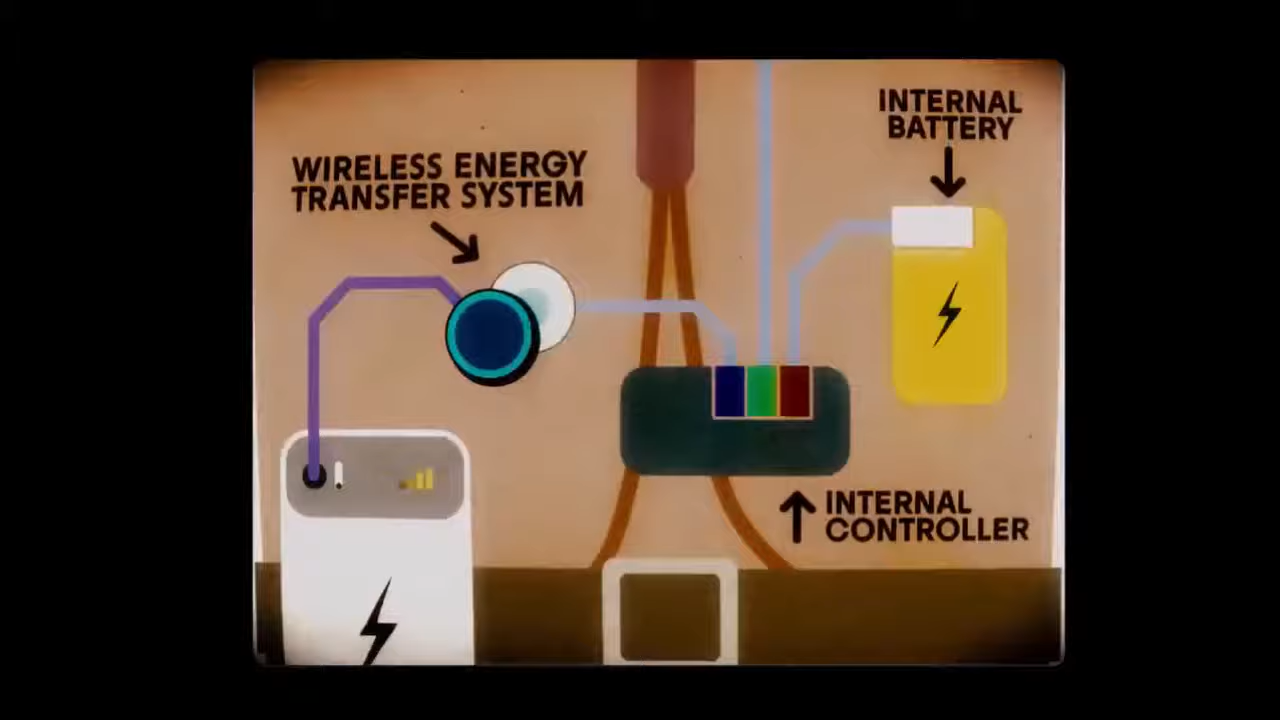 INTERNAL
BATTERY
WIRELESS ENERGY
TRANSFER SYSTEM
INTERNAL
CONTROLLER